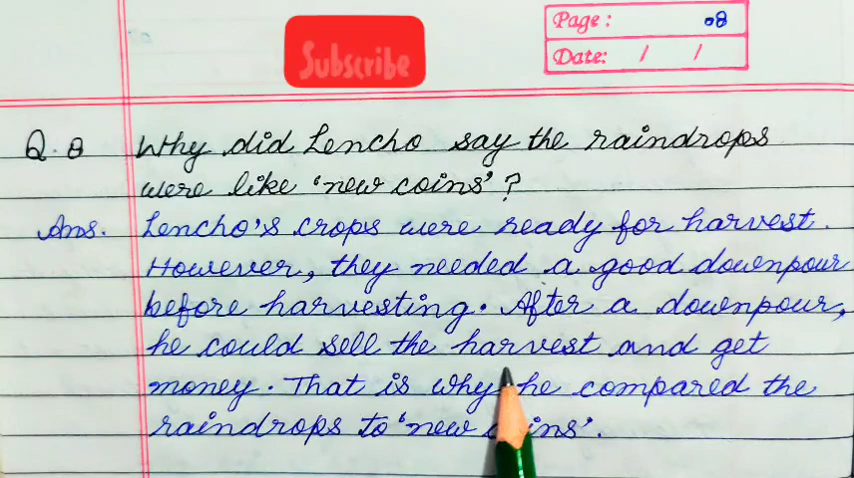 Subscribe
Page: 08
Date: / /
Q. 8 Why did Lencho say the raindrops
were like 'new coins'?
Ans. Lencho's crops were ready for harvest.
However, they needed a good downpour
before harvesting. After a downpour,
he could sell the harvest and get
money. That is why he compared the
raindrops to 'new coins'.